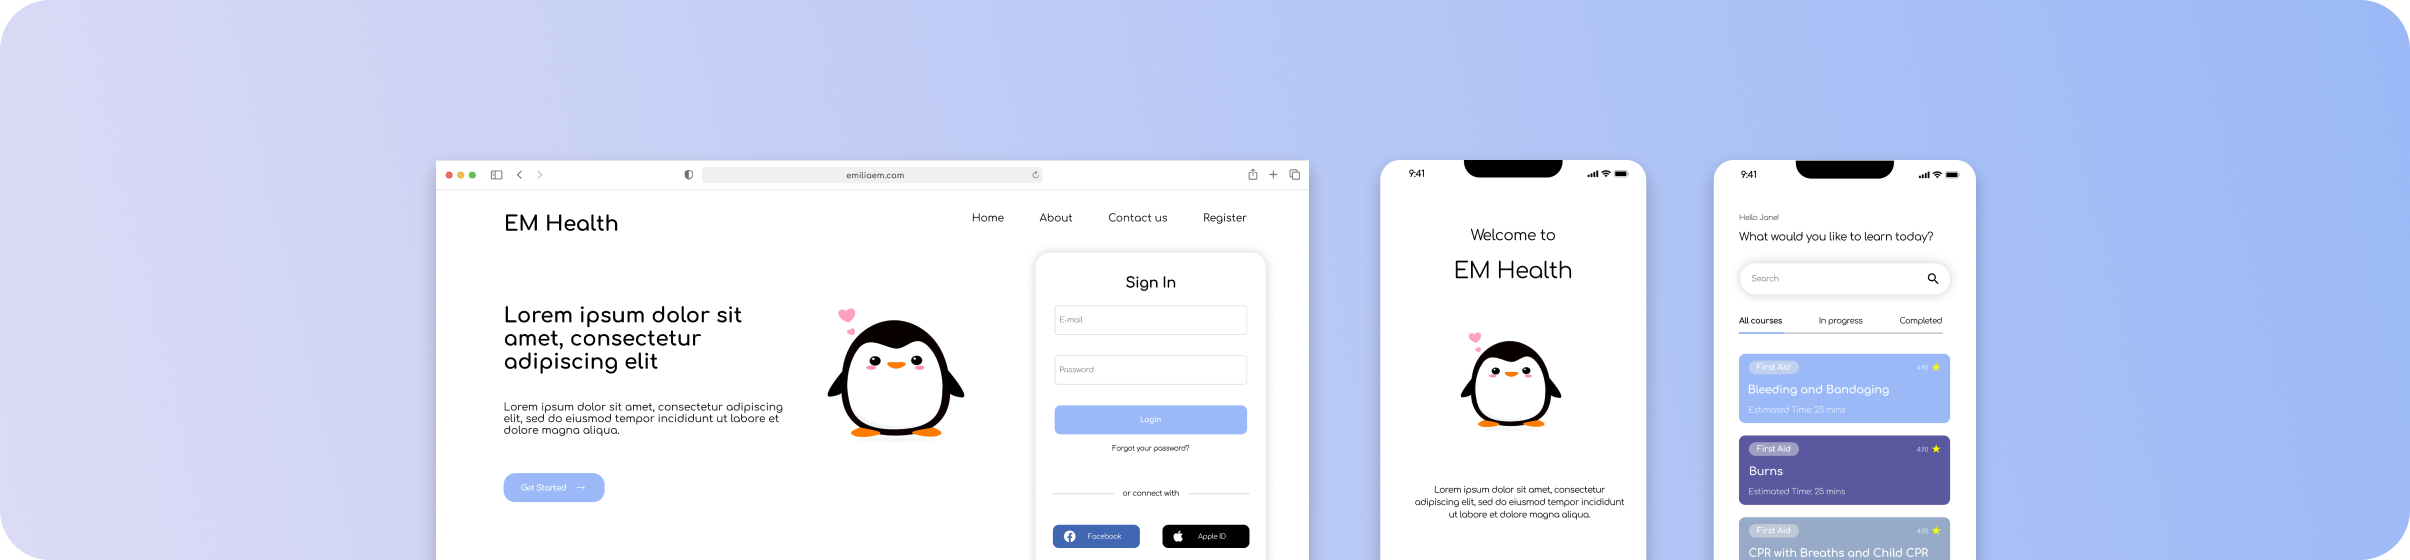 emiliaem.com
EM Health
Home
About
Contact us
Register
Lorem ipsum dolor sit
amet, consectetur
adipiscing elit
Lorem ipsum dolor sit amet, consectetur adipiscing
elit, sed do eiusmod tempor incididunt ut labore et
dolore magna aliqua.
Get Started →
Sign In
E-mail
Password
Login
Forgot your password?
or connect with
Facebook
Apple ID
9:41
Welcome to
EM Health
Lorem ipsum dolor sit amet, consectetur
adipiscing elit, sed do eiusmod tempor incididunt
ut labore et dolore magna aliqua.
9:41
Hello Jane!
What would you like to learn today?
Search
All courses
In progress
Completed
First Aid
4.90
Bleeding and Bandaging
Estimated Time: 25 mins
First Aid
4.90
Burns
Estimated Time: 25 mins
First Aid
4.90
CPR with Breaths and Child CPR